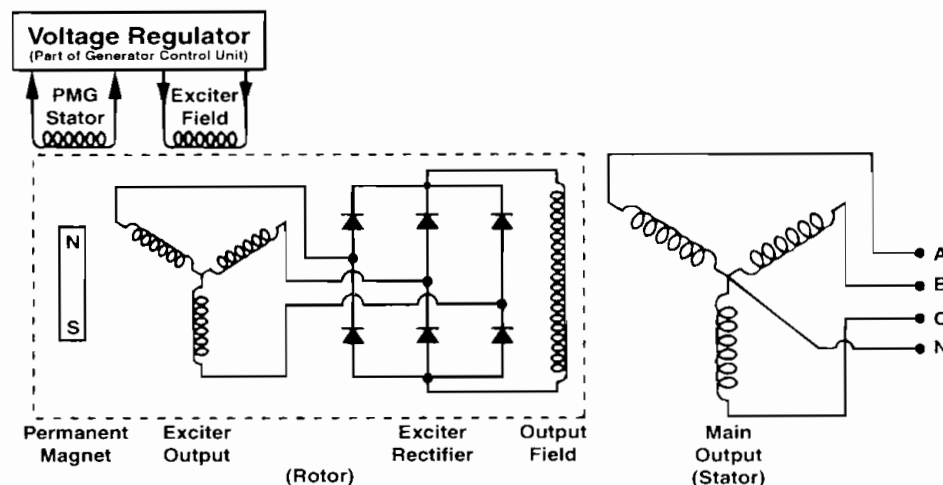 Voltage Regulator
(Part of Generator Control Unit)
PMG
Stator
Exciter
Field
N
S
A
B
C
N
Permanent
Magnet
Exciter
Output
Exciter
Rectifier
Output
Field
(Rotor)
Main
Output
(Stator)